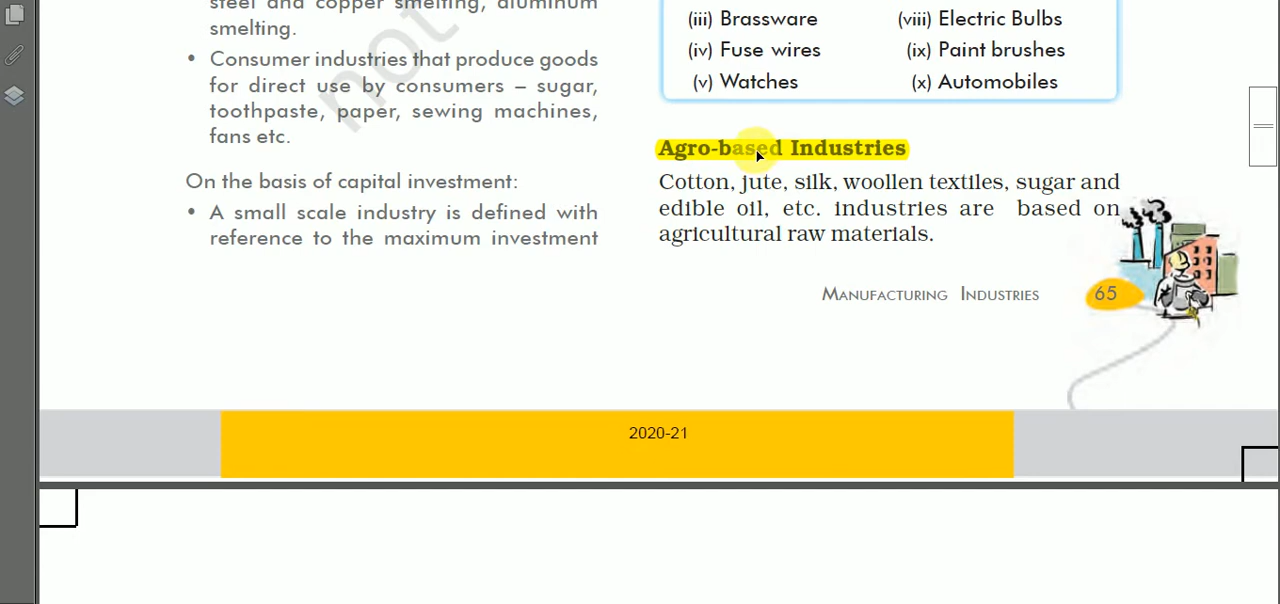 steel and copper smelting, aluminum
smelting.
• Consumer industries that produce goods
for direct use by consumers – sugar,
toothpaste, paper, sewing machines,
fans etc.
On the basis of capital investment:
• A small scale industry is defined with
reference to the maximum investment
(iii) Brassware (viii) Electric Bulbs
(iv) Fuse wires (ix) Paint brushes
(v) Watches (x) Automobiles
Agro-based Industries
Cotton, jute, silk, woollen textiles, sugar and
edible oil, etc. industries are based on
agricultural raw materials.
MANUFACTURING INDUSTRIES 65
2020-21
not